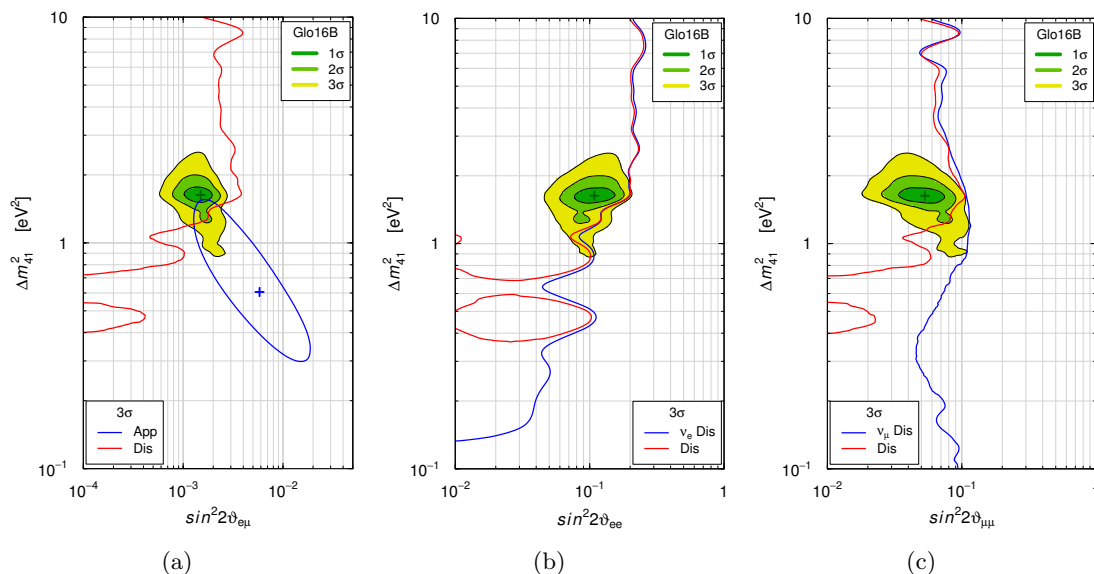 10
1
10⁻¹
Δm²₄₁ [eV²]
Glo16B
1σ
2σ
3σ
3σ
App
Dis
10⁻⁴
10⁻³
10⁻²
sin²2ϑeμ
(a)
10
1
10⁻¹
Δm²₄₁ [eV²]
Glo16B
1σ
2σ
3σ
3σ
νe Dis
Dis
10⁻²
10⁻¹
1
sin²2ϑee
(b)
10
1
10⁻¹
Δm²₄₁ [eV²]
Glo16B
1σ
2σ
3σ
3σ
νμ Dis
Dis
10⁻²
10⁻¹
1
sin²2ϑμμ
(c)